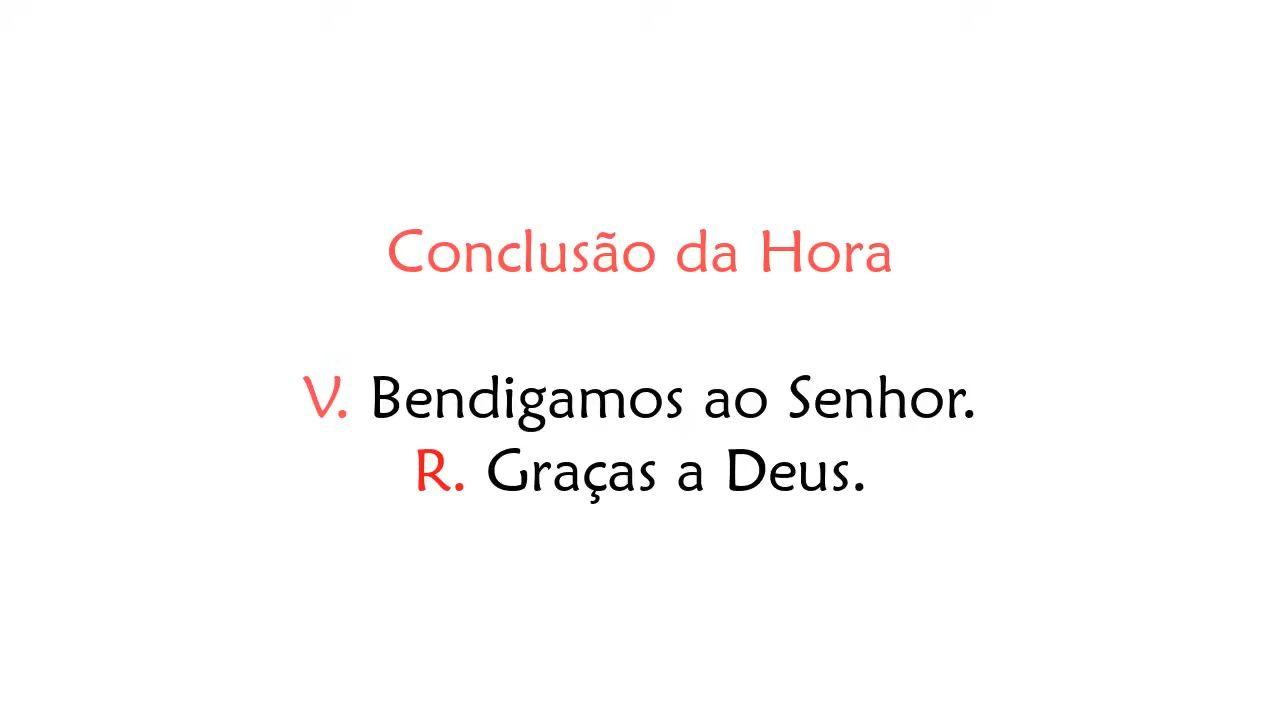 Conclusão da Hora
V. Bendigamos ao Senhor.
R. Graças a Deus.